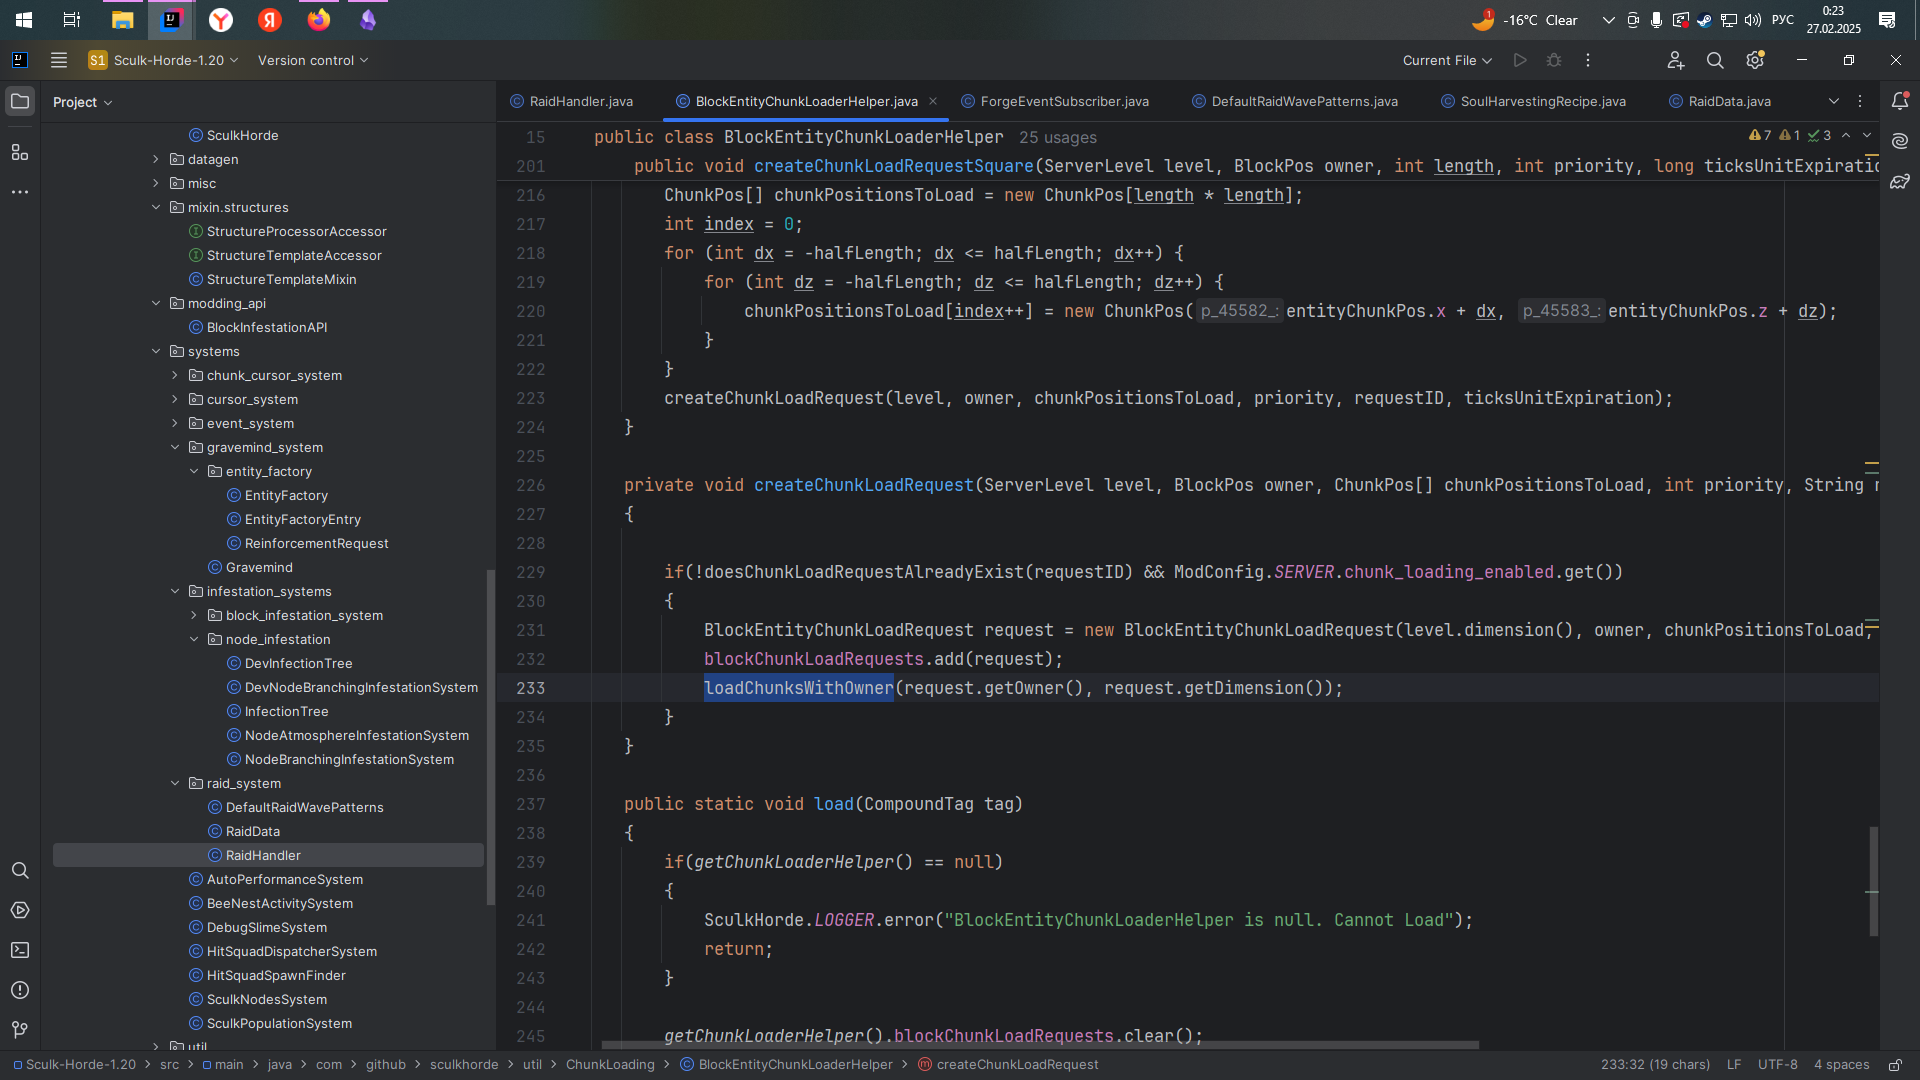 1
-16°C Clear
РУС
0:23
27.02.2025
S1 Sculk-Horde-1.20
Version control
Current File
Project
SculkHorde
datagen
misc
mixin.structures
StructureProcessorAccessor
StructureTemplateAccessor
StructureTemplateMixin
modding_api
BlockInfestationAPI
systems
chunk_cursor_system
cursor_system
event_system
gravemind_system
entity_factory
EntityFactory
EntityFactoryEntry
ReinforcementRequest
Gravemind
infestation_systems
block_infestation_system
node_infestation
DevInfectionTree
DevNodeBranchingInfestationSystem
InfectionTree
NodeAtmosphereInfestationSystem
NodeBranchingInfestationSystem
raid_system
DefaultRaidWavePatterns
RaidData
RaidHandler
AutoPerformanceSystem
BeeNestActivitySystem
DebugSlimeSystem
HitSquadDispatcherSystem
HitSquadSpawnFinder
SculkNodesSystem
SculkPopulationSystem
util
RaidHandler.java
BlockEntityChunkLoaderHelper.java
ForgeEventSubscriber.java
DefaultRaidWavePatterns.java
SoulHarvestingRecipe.java
RaidData.java
7 1 3
15 public class BlockEntityChunkLoaderHelper 25 usages
201 public void createChunkLoadRequestSquare(ServerLevel level, BlockPos owner, int length, int priority, long ticksUnitExpiratio
216 ChunkPos[] chunkPositionsToLoad = new ChunkPos[length * length];
217 int index = 0;
218 for (int dx = -halfLength; dx <= halfLength; dx++) {
219 for (int dz = -halfLength; dz <= halfLength; dz++) {
220 chunkPositionsToLoad[index++] = new ChunkPos( p_45582_: entityChunkPos.x + dx, p_45583_: entityChunkPos.z + dz);
221 }
222 }
223 createChunkLoadRequest(level, owner, chunkPositionsToLoad, priority, requestID, ticksUnitExpiration);
224 }
225
226 private void createChunkLoadRequest(ServerLevel level, BlockPos owner, ChunkPos[] chunkPositionsToLoad, int priority, String r
227 {
228
229 if(!doesChunkLoadRequestAlreadyExist(requestID) && ModConfig.SERVER.chunk_loading_enabled.get())
230 {
231 BlockEntityChunkLoadRequest request = new BlockEntityChunkLoadRequest(level.dimension(), owner, chunkPositionsToLoad,
232 blockChunkLoadRequests.add(request);
233 loadChunksWithOwner(request.getOwner(), request.getDimension());
234 }
235 }
236
237 public static void load(CompoundTag tag)
238 {
239 if(getChunkLoaderHelper() == null)
240 {
241 SculkHorde.LOGGER.error("BlockEntityChunkLoaderHelper is null. Cannot Load");
242 return;
243 }
244
245 getChunkLoaderHelper().blockChunkLoadRequests.clear();
Sculk-Horde-1.20 > src > main > java > com > github > sculkhorde > util > ChunkLoading > BlockEntityChunkLoaderHelper > createChunkLoadRequest
233:32 (19 chars) LF UTF-8 4 spaces